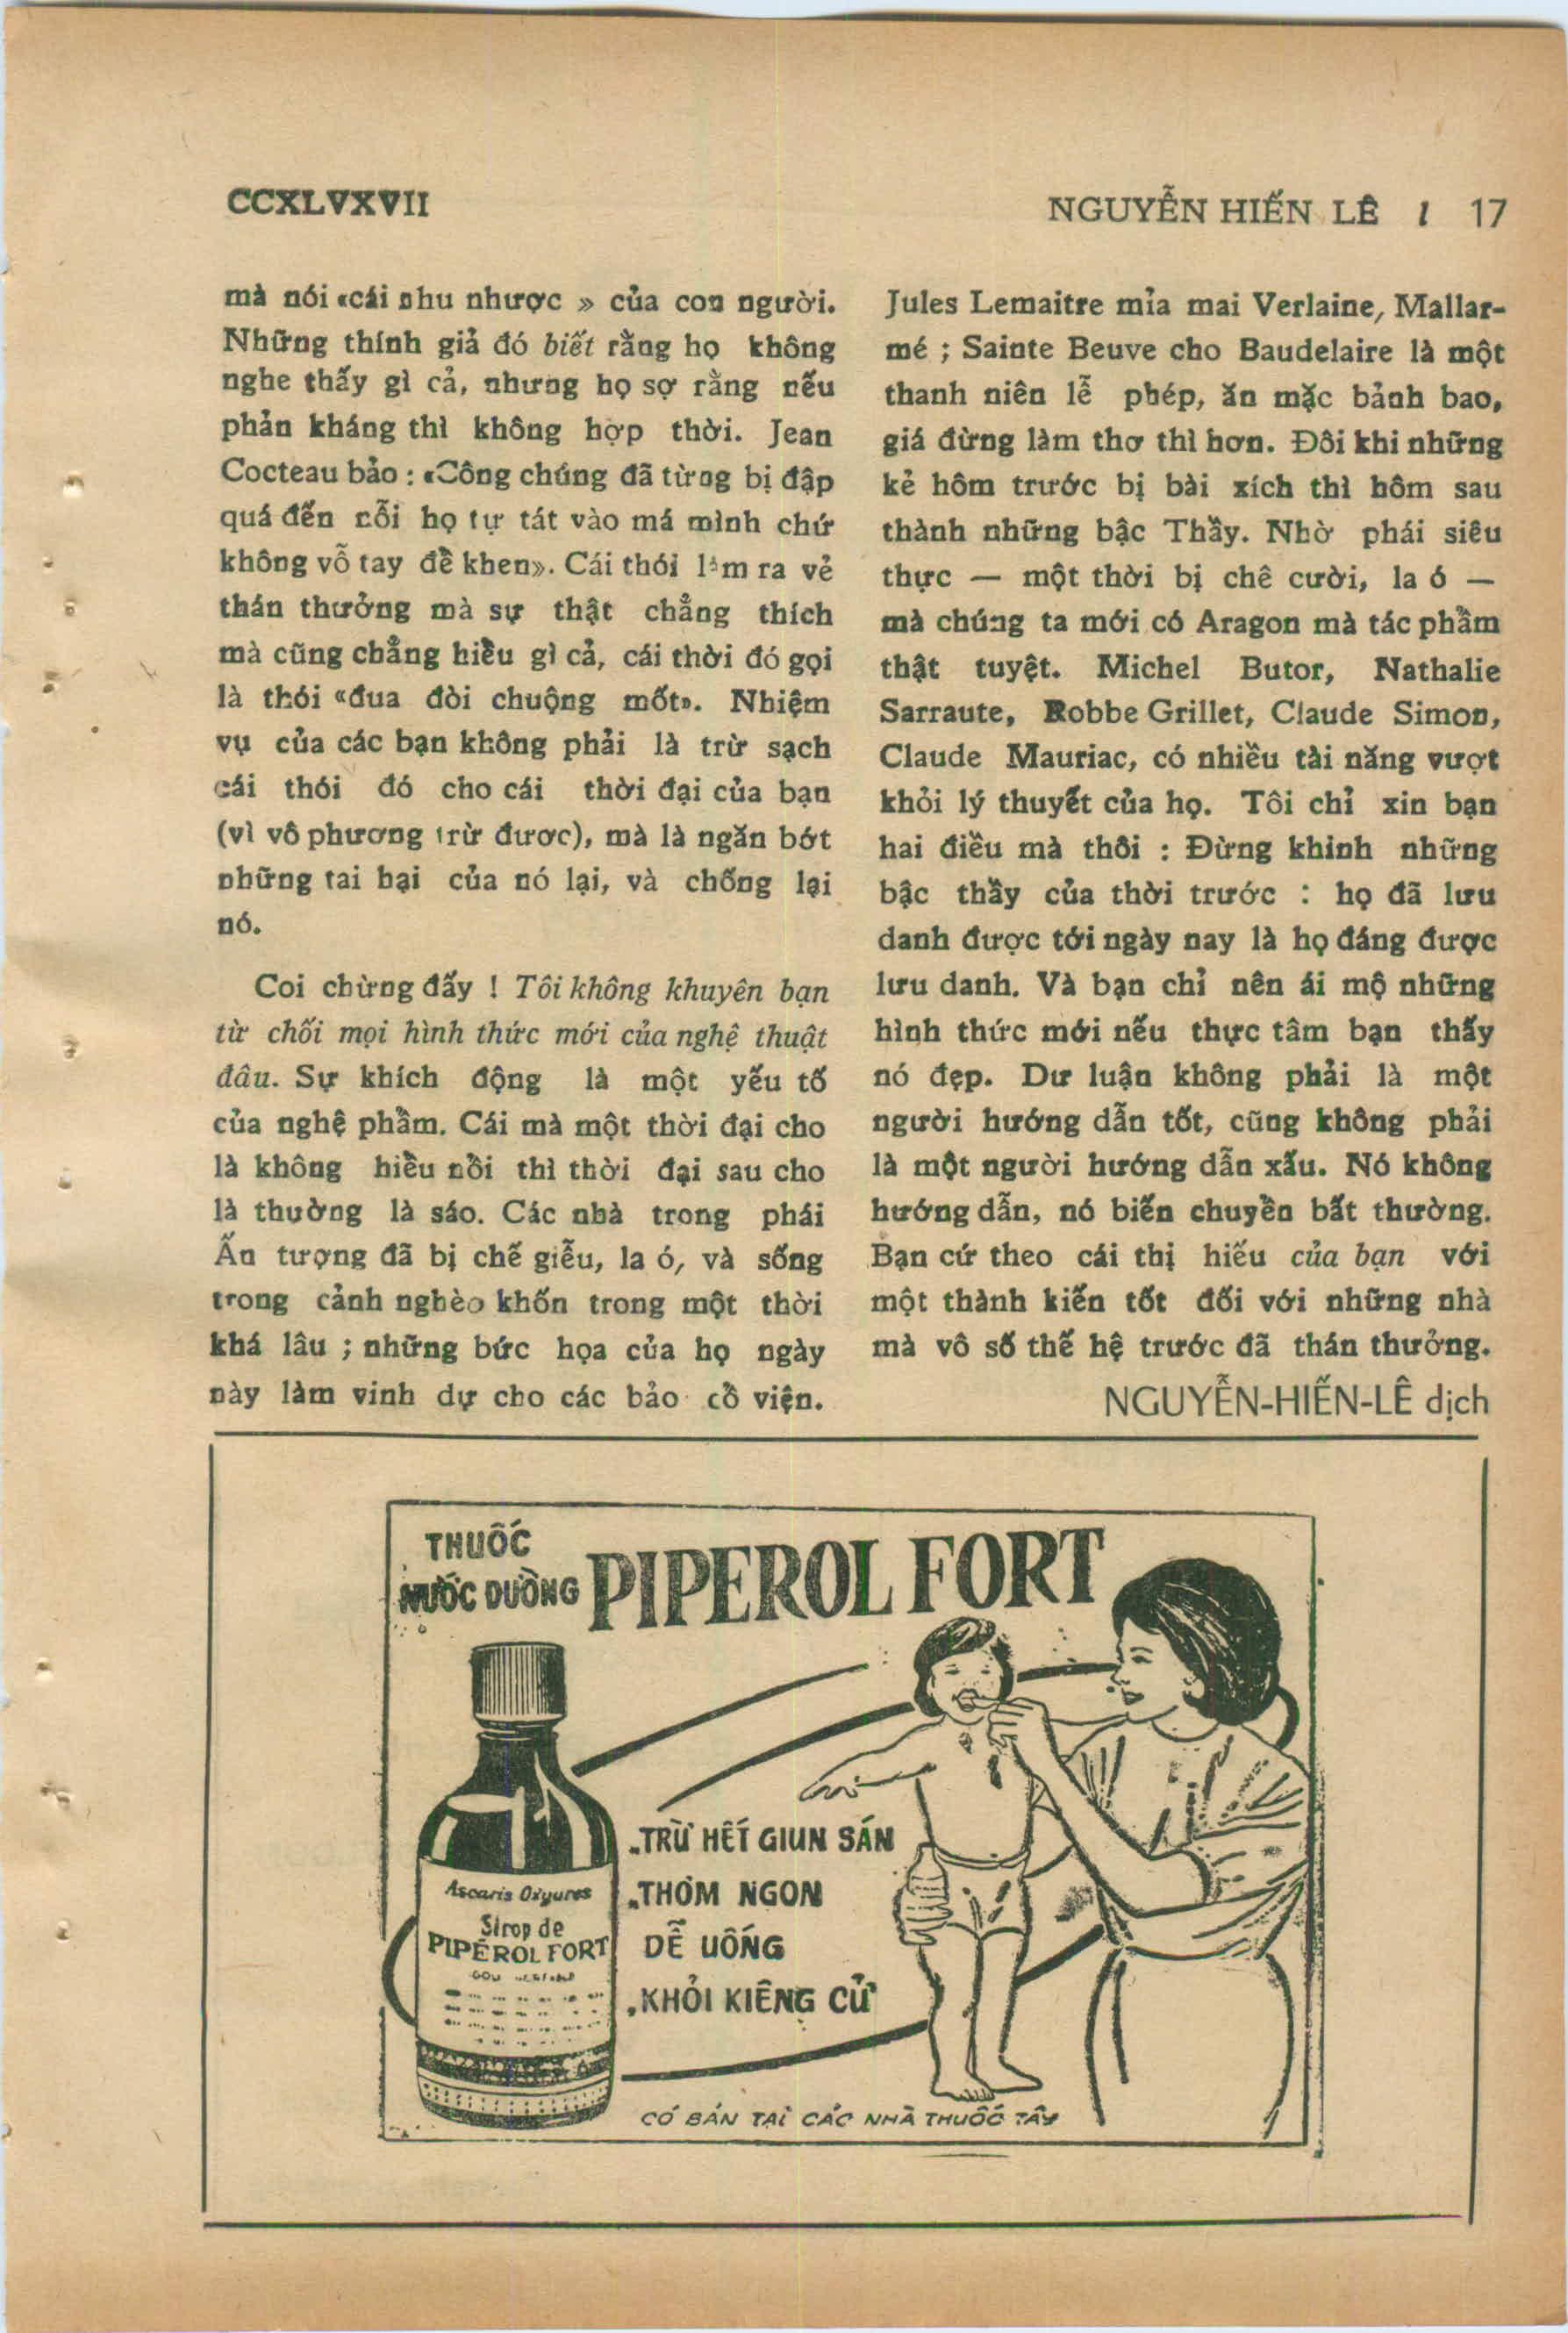 CCXLVXVII
NGUYỄN HIẾN LÊ / 17
mà nói «cái nhu nhược » của con người.
Những thính giả đó biết rằng họ không
nghe thấy gì cả, nhưng họ sợ rằng nếu
phản kháng thì không hợp thời. Jean
Cocteau bảo : «Công chúng đã từng bị đập
quá đến nỗi họ tự tát vào má mình chứ
không vỗ tay để khen». Cái thói làm ra vẻ
thán thưởng mà sự thật chẳng thích
mà cũng chẳng hiểu gì cả, cái thời đó gọi
là thói «đua đòi chuộng mốt». Nhiệm
vụ của các bạn không phải là trừ sạch
cái thói đó cho cái thời đại của bạn
(vì vô phương trừ được), mà là ngăn bớt
những tai hại của nó lại, và chống lại
nó.
Coi chừng đấy ! Tôi không khuyên bạn
từ chối mọi hình thức mới của nghệ thuật
đâu. Sự khích động là một yếu tố
của nghệ phẩm. Cái mà một thời đại cho
là không hiểu nổi thì thời đại sau cho
là thường là sáo. Các nhà trong phái
Ấn tượng đã bị chế giễu, la ó, và sống
trong cảnh nghèo khốn trong một thời
khá lâu ; những bức họa của họ ngày
này làm vinh dự cho các bảo cổ viện.
Jules Lemaitre mỉa mai Verlaine, Mallar-
mé ; Sainte Beuve cho Baudelaire là một
thanh niên lễ phép, ăn mặc bảnh bao,
giá đừng làm thơ thì hơn. Đôi khi những
kẻ hôm trước bị bài xích thì hôm sau
thành những bậc Thầy. Nhờ phái siêu
thực — một thời bị chê cười, la ó —
mà chúng ta mới có Aragon mà tác phẩm
thật tuyệt. Michel Butor, Nathalie
Sarraute, Robbe Grillet, Claude Simon,
Claude Mauriac, có nhiều tài năng vượt
khỏi lý thuyết của họ. Tôi chỉ xin bạn
hai điều mà thôi : Đừng khinh những
bậc thầy của thời trước : họ đã lưu
danh được tới ngày nay là họ đáng được
lưu danh. Và bạn chỉ nên ái mộ những
hình thức mới nếu thực tâm bạn thấy
nó đẹp. Dư luận không phải là một
người hướng dẫn tốt, cũng không phải
là một người hướng dẫn xấu. Nó không
hướng dẫn, nó biến chuyển bất thường.
Bạn cứ theo cái thị hiếu của bạn với
một thành kiến tốt đối với những nhà
mà vô số thế hệ trước đã thán thưởng.
NGUYỄN-HIẾN-LÊ dịch
THUỐC
NƯỚC DƯỜNG PIPEROL FORT
Ascaris Oxyures
Sirop de
PIPÉROL FORT
.TRỪ HẾT GIUN SÁN
.THƠM NGON
DỄ UỐNG
.KHỎI KIÊNG CỬ
CÓ BÁN TẠI CÁC NHÀ THUỐC TÂY